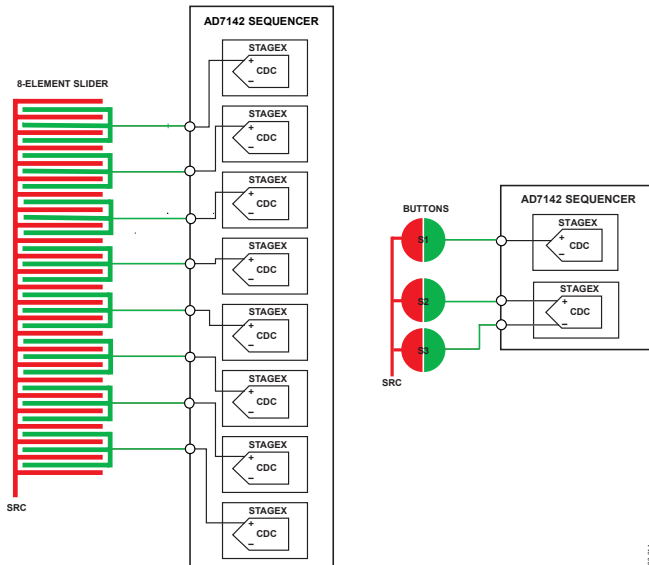 AD7142 SEQUENCER
8-ELEMENT SLIDER
STAGEX
+
CDC
−
STAGEX
+
CDC
−
STAGEX
+
CDC
−
STAGEX
+
CDC
−
STAGEX
+
CDC
−
STAGEX
+
CDC
−
STAGEX
+
CDC
−
STAGEX
+
CDC
−
SRC
BUTTONS
S1
S2
S3
SRC
AD7142 SEQUENCER
STAGEX
+
CDC
−
STAGEX
+
CDC
−